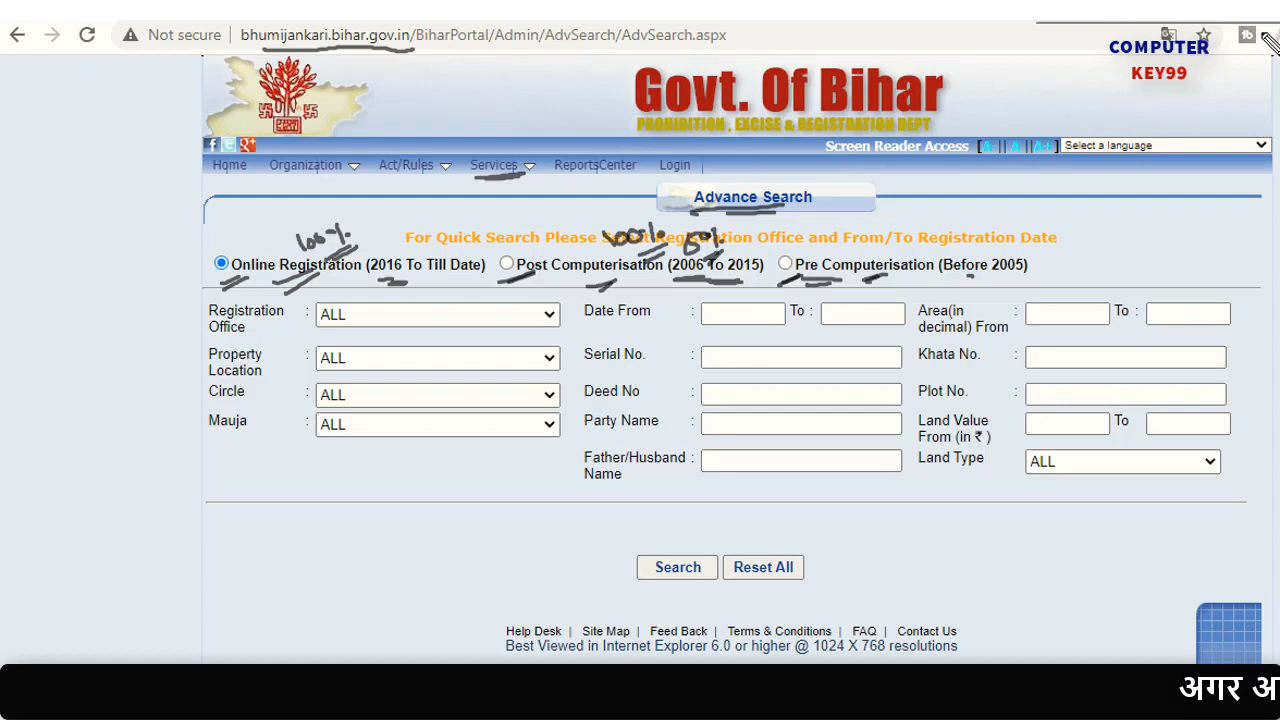 Not secure bhumijankari.bihar.gov.in/BiharPortal/Admin/AdvSearch/AdvSearch.aspx
COMPUTER
KEY99
Govt. Of Bihar
PROHIBITION, EXCISE & REGISTRATION DEPT
Screen Reader Access [A-||A||A+] Select a language
Home Organization Act/Rules Services ReportsCenter Login
Advance Search
100% 100% 5%
For Quick Search Please Select Registration Office and From/To Registration Date
Online Registration (2016 To Till Date) Post Computerisation (2006 To 2015) Pre Computerisation (Before 2005)
Registration Office : ALL Date From : To : Area(in decimal) From : To :
Property Location : ALL Serial No. : Khata No. :
Circle : ALL Deed No : Plot No. :
Mauja : ALL Party Name : Land Value From (in ₹ ) : To
Father/Husband Name : Land Type : ALL
Search Reset All
Help Desk | Site Map | Feed Back | Terms & Conditions | FAQ | Contact Us
Best Viewed in Internet Explorer 6.0 or higher @ 1024 X 768 resolutions
अगर